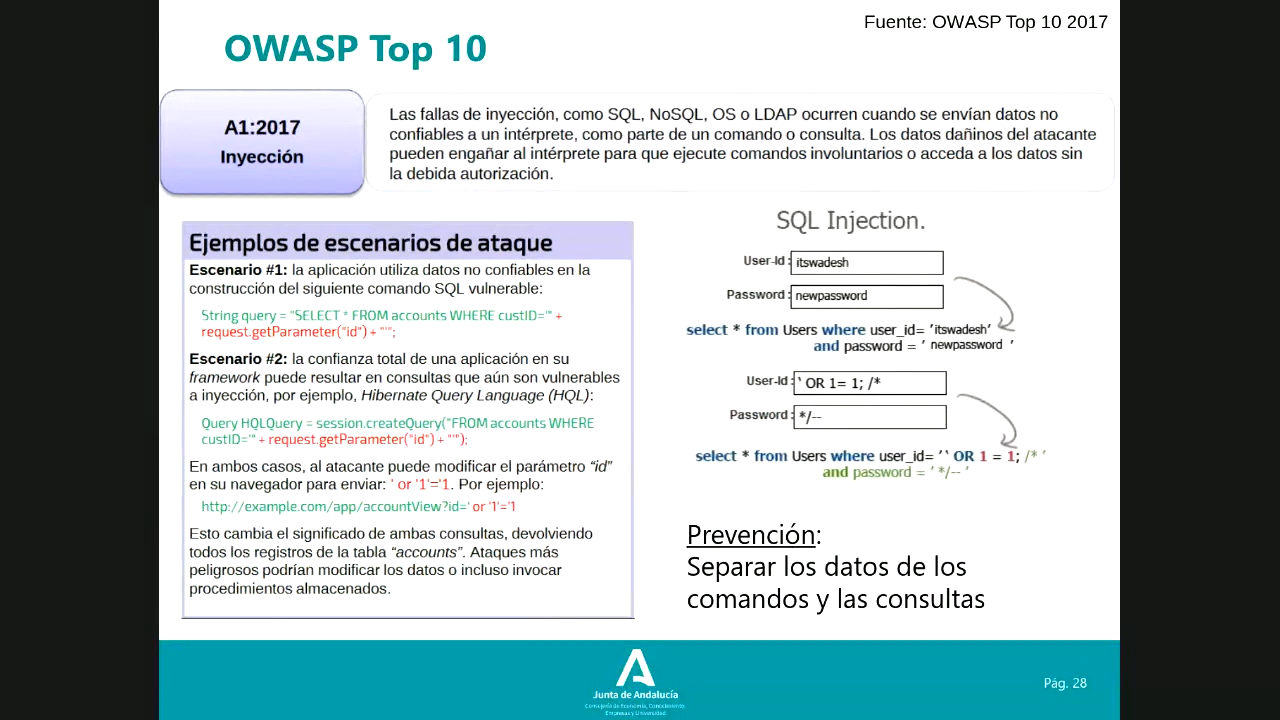 Fuente: OWASP Top 10 2017
OWASP Top 10
A1:2017
Inyección
Las fallas de inyección, como SQL, NoSQL, OS o LDAP ocurren cuando se envían datos no
confiables a un intérprete, como parte de un comando o consulta. Los datos dañinos del atacante
pueden engañar al intérprete para que ejecute comandos involuntarios o acceda a los datos sin
la debida autorización.
Ejemplos de escenarios de ataque
Escenario #1: la aplicación utiliza datos no confiables en la
construcción del siguiente comando SQL vulnerable:
String query = "SELECT * FROM accounts WHERE custID='" +
request.getParameter("id") + "'";
Escenario #2: la confianza total de una aplicación en su
framework puede resultar en consultas que aún son vulnerables
a inyección, por ejemplo, Hibernate Query Language (HQL):
Query HQLQuery = session.createQuery("FROM accounts WHERE
custID='" + request.getParameter("id") + "'");
En ambos casos, al atacante puede modificar el parámetro “id”
en su navegador para enviar: ' or '1'='1. Por ejemplo:
http://example.com/app/accountView?id=' or '1'='1
Esto cambia el significado de ambas consultas, devolviendo
todos los registros de la tabla “accounts”. Ataques más
peligrosos podrían modificar los datos o incluso invocar
procedimientos almacenados.
SQL Injection.
User-Id : itswadesh
Password : newpassword
select * from Users where user_id= 'itswadesh'
and password = ' newpassword '
User-Id : ' OR 1= 1; /*
Password : */--
select * from Users where user_id= '' OR 1 = 1; /* '
and password = ' */-- '
Prevención:
Separar los datos de los
comandos y las consultas
Junta de Andalucía
Consejería de Economía, Conocimiento,
Empresas y Universidad
Pág. 28